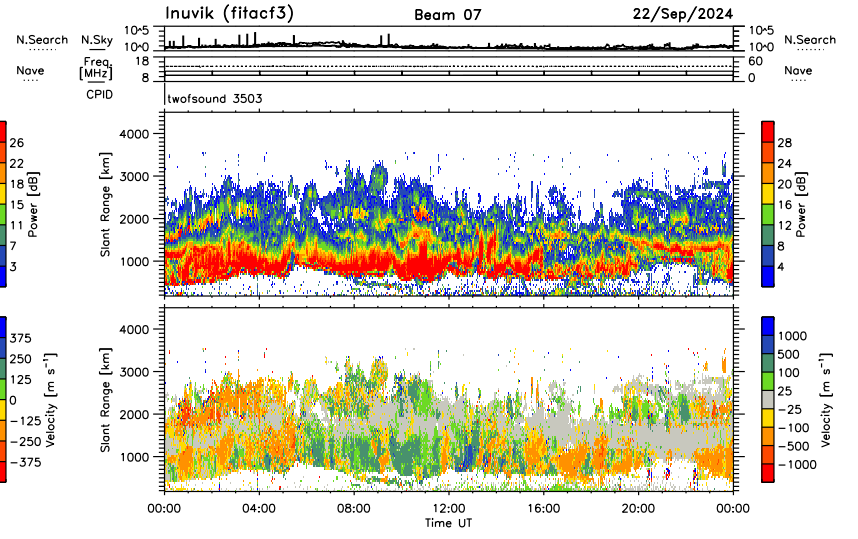 Inuvik (fitacf3) Beam 07 22/Sep/2024
N.Search N.Sky 10^5 10^0 10^5 10^0 N.Search
Nave Freq. [MHz] 18 8 60 0 Nave
CPID twofsound 3503
Slant Range [km] 4000 3000 2000 1000
Power [dB] 26 22 18 15 11 7 3
Power [dB] 28 24 20 16 12 8 4
Slant Range [km] 4000 3000 2000 1000
Velocity [m s⁻¹] 375 250 125 0 −125 −250 −375
Velocity [m s⁻¹] 1000 500 100 25 −25 −100 −500 −1000
00:00 04:00 08:00 12:00 16:00 20:00 00:00
Time UT